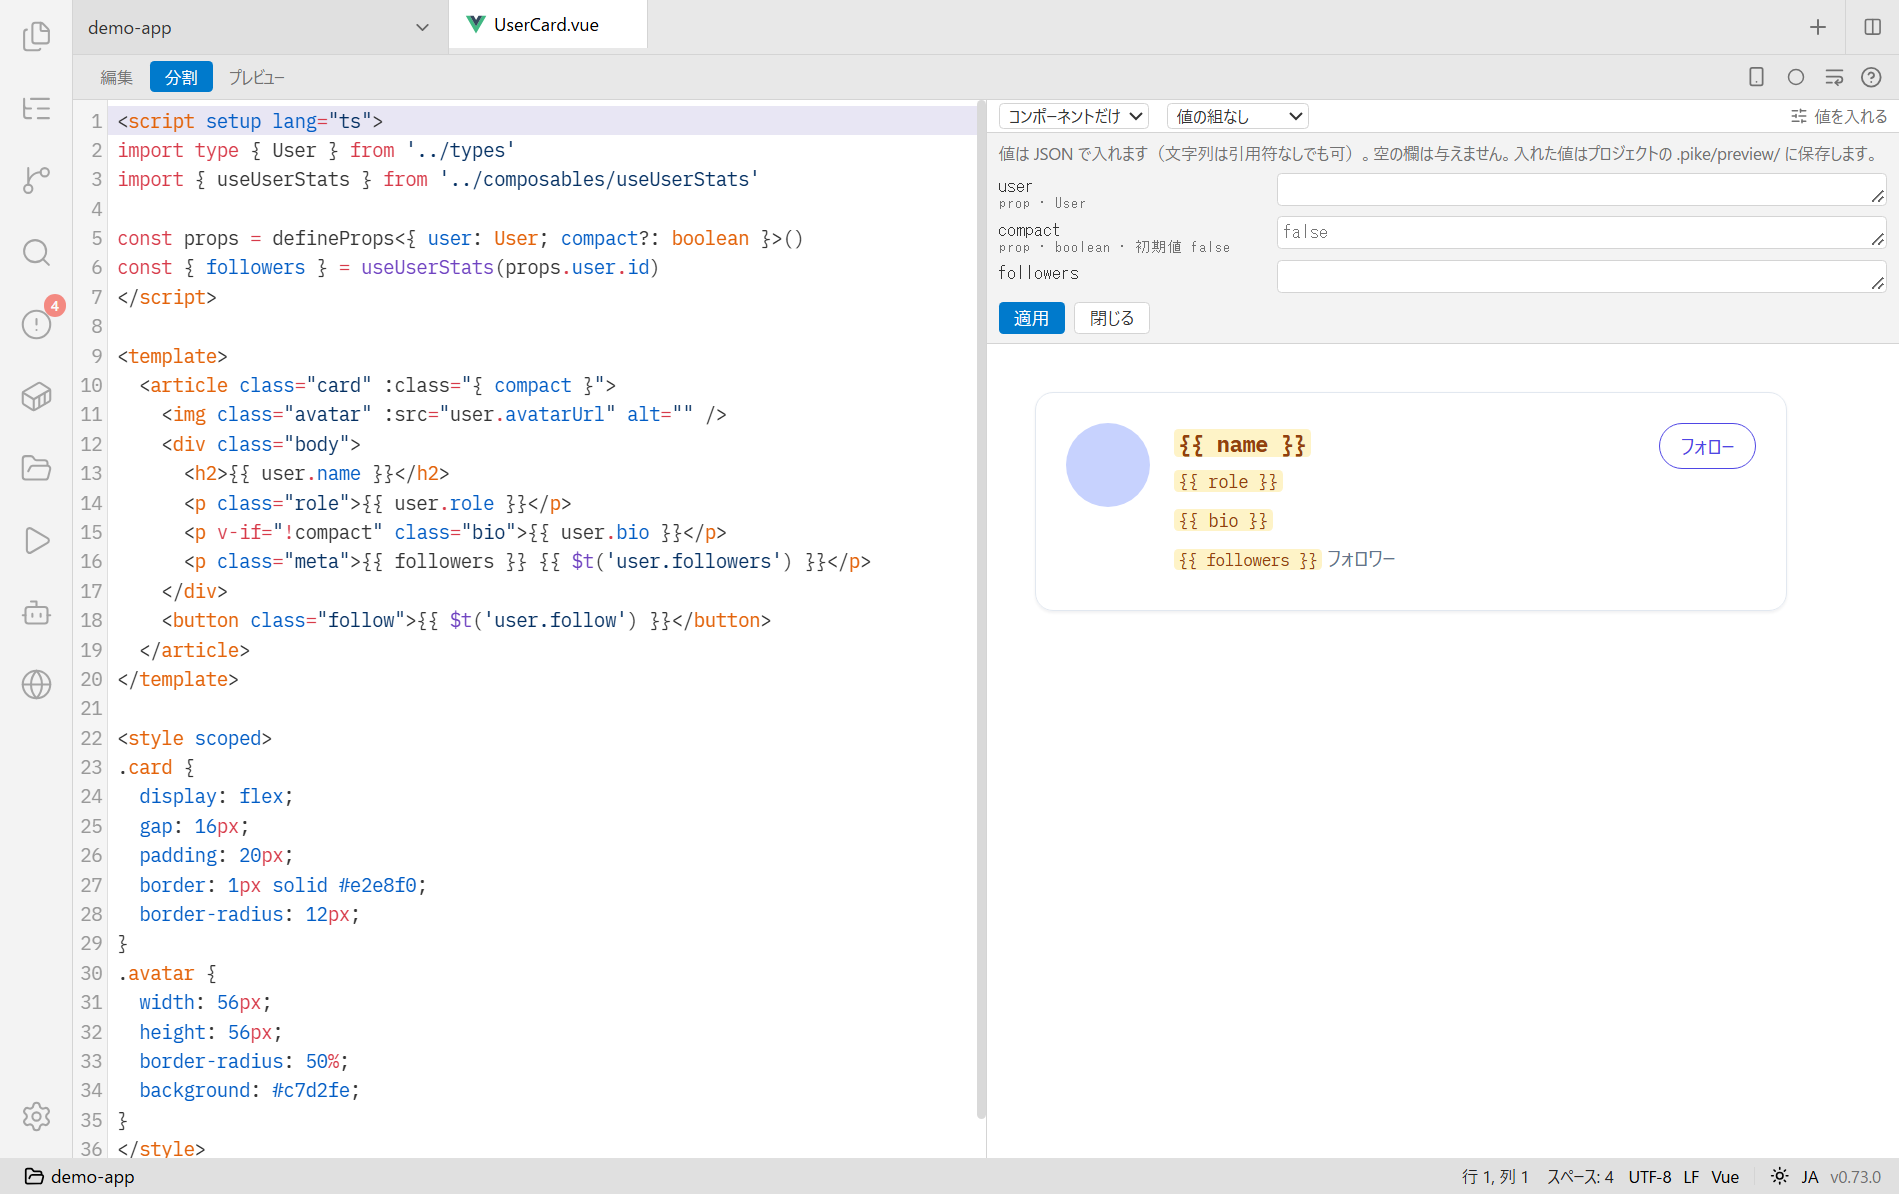 demo-app
UserCard.vue
編集 分割 プレビュー
4
1 <script setup lang="ts">
2 import type { User } from '../types'
3 import { useUserStats } from '../composables/useUserStats'
4
5 const props = defineProps<{ user: User; compact?: boolean }>()
6 const { followers } = useUserStats(props.user.id)
7 </script>
8
9 <template>
10 <article class="card" :class="{ compact }">
11 <img class="avatar" :src="user.avatarUrl" alt="" />
12 <div class="body">
13 <h2>{{ user.name }}</h2>
14 <p class="role">{{ user.role }}</p>
15 <p v-if="!compact" class="bio">{{ user.bio }}</p>
16 <p class="meta">{{ followers }} {{ $t('user.followers') }}</p>
17 </div>
18 <button class="follow">{{ $t('user.follow') }}</button>
19 </article>
20 </template>
21
22 <style scoped>
23 .card {
24 display: flex;
25 gap: 16px;
26 padding: 20px;
27 border: 1px solid #e2e8f0;
28 border-radius: 12px;
29 }
30 .avatar {
31 width: 56px;
32 height: 56px;
33 border-radius: 50%;
34 background: #c7d2fe;
35 }
36 </style>
コンポーネントだけ 値の組なし 値を入れる
値は JSON で入れます（文字列は引用符なしでも可）。空の欄は与えません。入れた値はプロジェクトの .pike/preview/ に保存します。
user
prop · User
compact false
prop · boolean · 初期値 false
followers
適用 閉じる
{{ name }} フォロー
{{ role }}
{{ bio }}
{{ followers }} フォロワー
demo-app 行 1, 列 1 スペース: 4 UTF-8 LF Vue JA v0.73.0